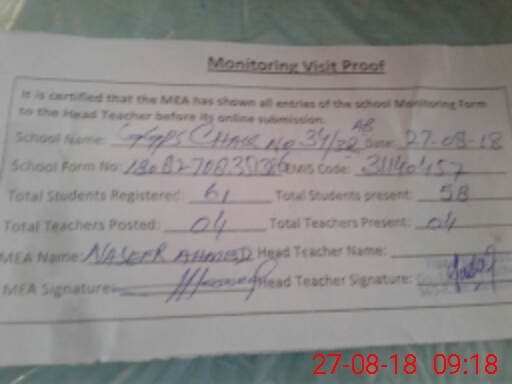 Monitoring Visit Proof
It is certified that the MEA has shown all entries of the school Monitoring Form
to the Head Teacher before its online submission.
School Name: GGPS Chak No 34/ Date: 27-08-18
School Form No: EMIS Code: 31140457
Total Students Registered: 61 Total Students present: 58
Total Teachers Posted: 04 Total Teachers Present: 04
MEA Name: NASEER AHMED Head Teacher Name:
MEA Signature: Head Teacher Signature:
27-08-18 09:18